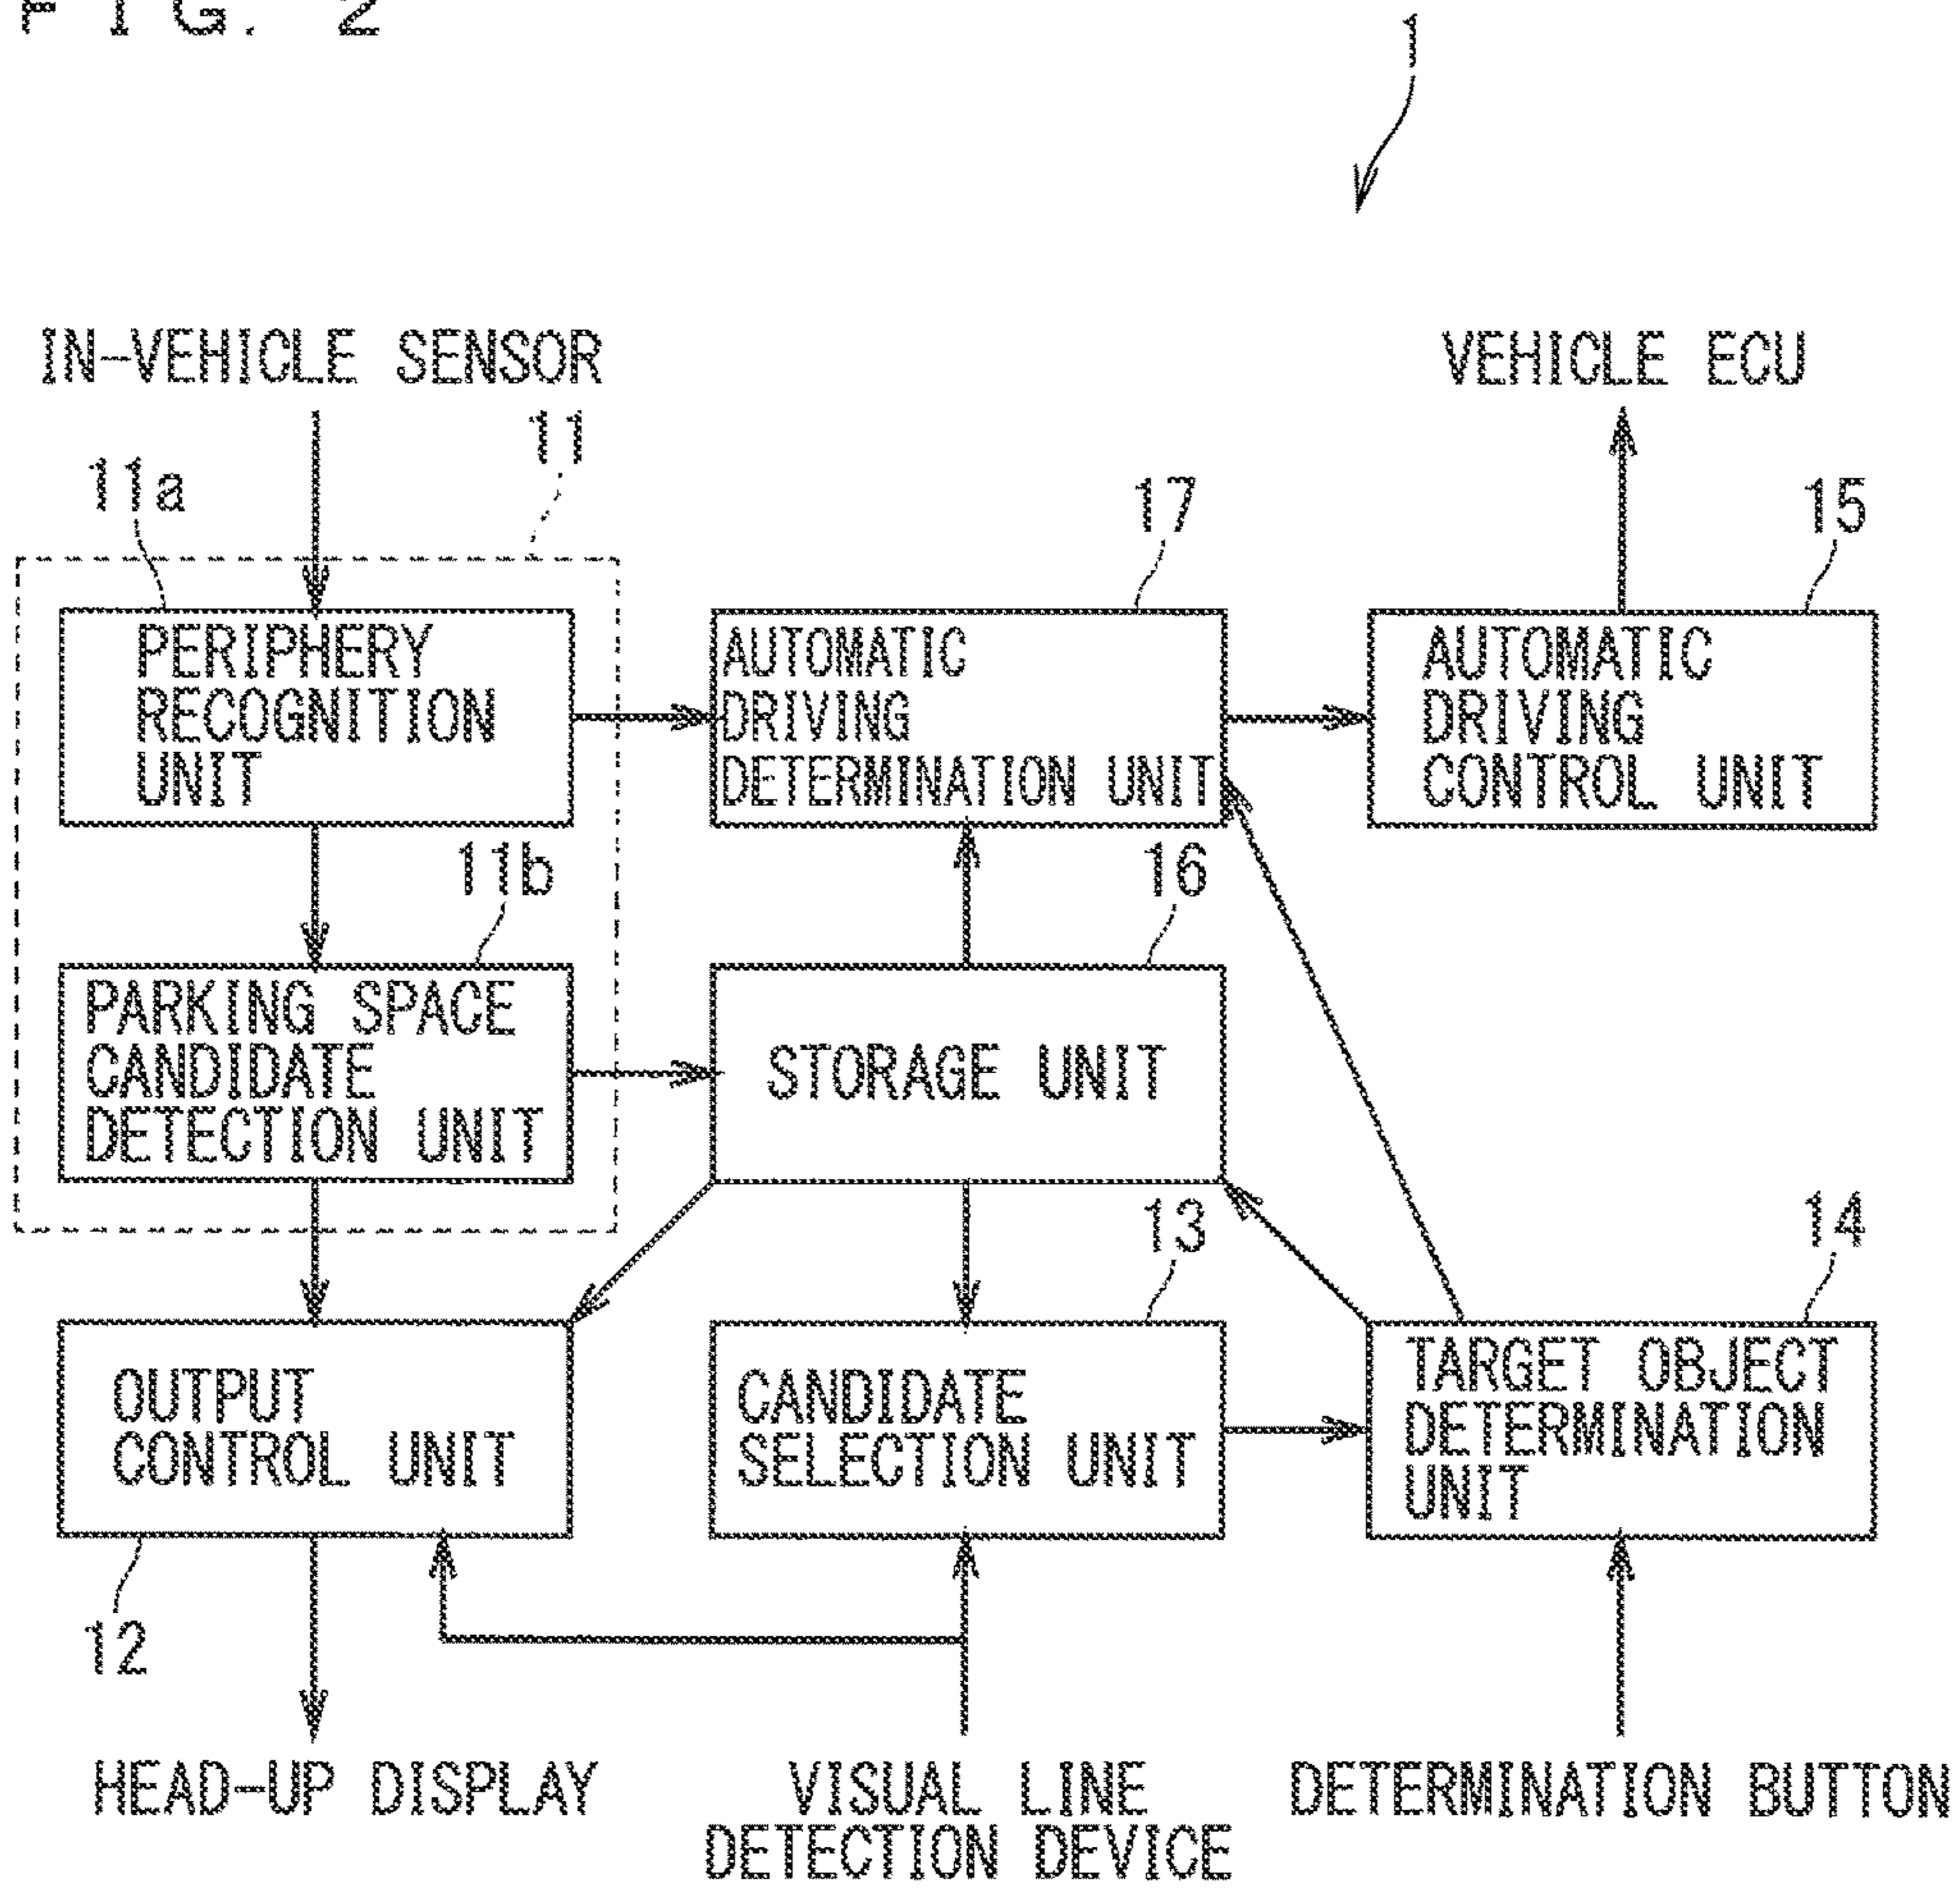 FIG. 2
1
IN-VEHICLE SENSOR
VEHICLE ECU
11
11a
17
15
PERIPHERY
RECOGNITION
UNIT
AUTOMATIC
DRIVING
DETERMINATION UNIT
AUTOMATIC
DRIVING
CONTROL UNIT
11b
16
PARKING SPACE
CANDIDATE
DETECTION UNIT
STORAGE UNIT
13
14
OUTPUT
CONTROL UNIT
CANDIDATE
SELECTION UNIT
TARGET OBJECT
DETERMINATION
UNIT
12
HEAD-UP DISPLAY
VISUAL LINE
DETECTION DEVICE
DETERMINATION BUTTON